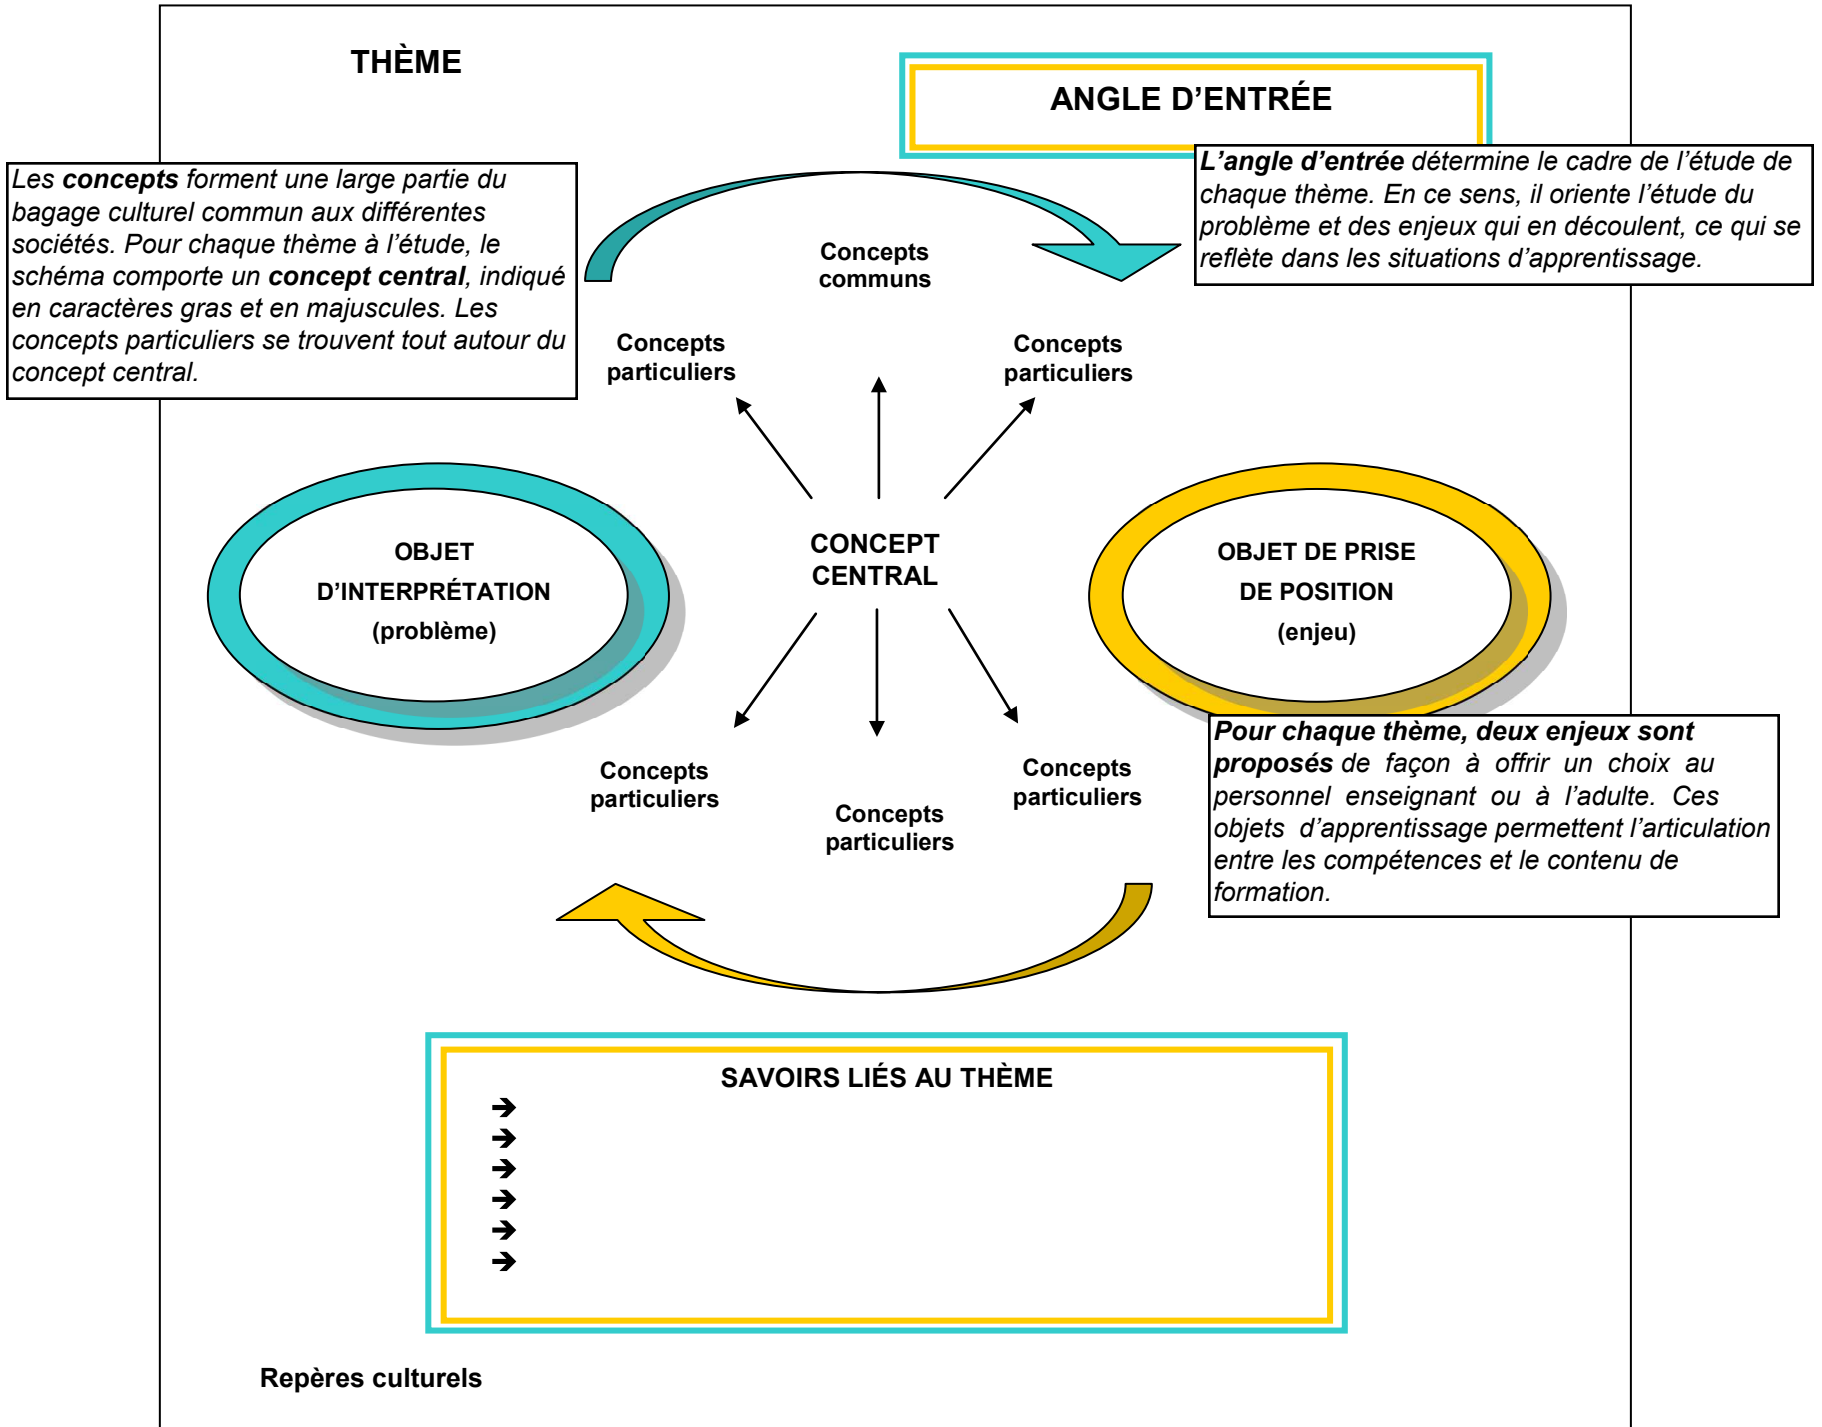 THÈME
ANGLE D’ENTRÉE
Les concepts forment une large partie du
bagage culturel commun aux différentes
sociétés. Pour chaque thème à l’étude, le
schéma comporte un concept central, indiqué
en caractères gras et en majuscules. Les
concepts particuliers se trouvent tout autour du
concept central.
L’angle d’entrée détermine le cadre de l’étude de
chaque thème. En ce sens, il oriente l’étude du
problème et des enjeux qui en découlent, ce qui se
reflète dans les situations d’apprentissage.
Concepts
communs
Concepts
particuliers
Concepts
particuliers
OBJET
D’INTERPRÉTATION
(problème)
CONCEPT
CENTRAL
OBJET DE PRISE
DE POSITION
(enjeu)
Pour chaque thème, deux enjeux sont
proposés de façon à offrir un choix au
personnel enseignant ou à l’adulte. Ces
objets d’apprentissage permettent l’articulation
entre les compétences et le contenu de
formation.
Concepts
particuliers
Concepts
particuliers
Concepts
particuliers
SAVOIRS LIÉS AU THÈME
➔
➔
➔
➔
➔
➔
Repères culturels